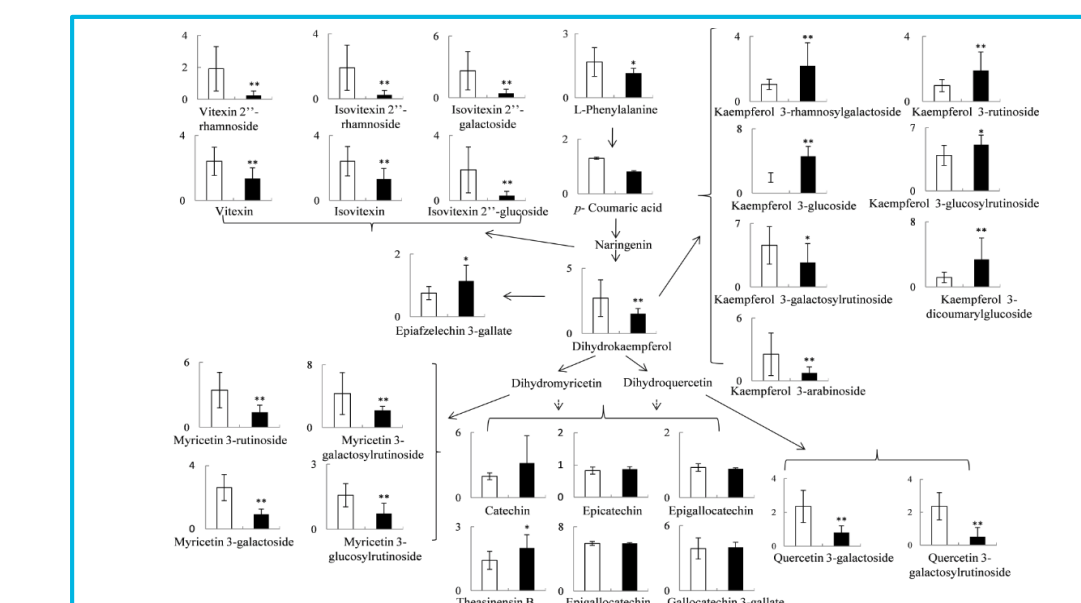 4
2
0
**
Vitexin 2’’-
rhamnoside
4
0
**
Isovitexin 2’’-
rhamnoside
6
0
**
Isovitexin 2’’-
galactoside
3
0
*
L-Phenylalanine
4
0
**
Kaempferol 3-rhamnosylgalactoside
4
0
**
Kaempferol 3-rutinoside
4
0
**
Vitexin
4
0
**
Isovitexin
4
0
**
Isovitexin 2’’-glucoside
2
0
p- Coumaric acid
8
0
**
Kaempferol 3-glucoside
7
0
*
Kaempferol 3-glucosylrutinoside
Naringenin
2
0
*
Epiafzelechin 3-gallate
5
0
**
Dihydrokaempferol
7
0
*
Kaempferol 3-galactosylrutinoside
8
0
**
Kaempferol 3-
dicoumarylglucoside
6
0
**
Kaempferol 3-arabinoside
Dihydromyricetin
Dihydroquercetin
6
0
**
Myricetin 3-rutinoside
8
0
**
Myricetin 3-
galactosylrutinoside
4
0
**
Myricetin 3-galactoside
3
0
**
Myricetin 3-
glucosylrutinoside
6
0
Catechin
2
1
0
Epicatechin
2
0
Epigallocatechin
4
2
0
**
Quercetin 3-galactoside
4
2
0
**
Quercetin 3-
galactosylrutinoside
3
0
*
Theasinensin B
8
0
Epigallocatechin
6
0
Gallocatechin 3-gallate